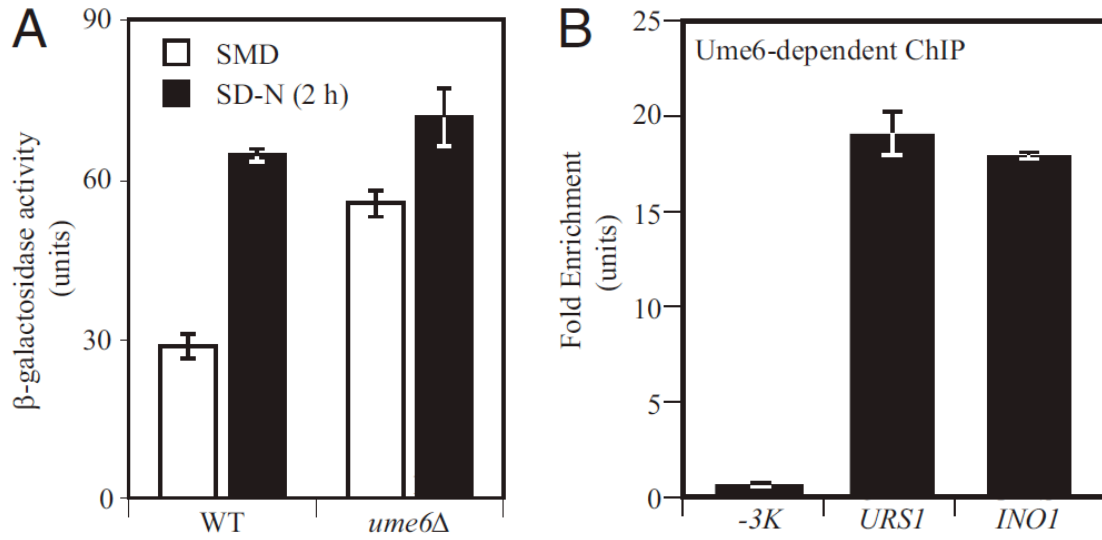 A
90
60
30
0
β-galactosidase activity
(units)
SMD
SD-N (2 h)
WT
ume6Δ
B
25
20
15
10
5
0
Fold Enrichment
(units)
Ume6-dependent ChIP
-3K
URS1
INO1